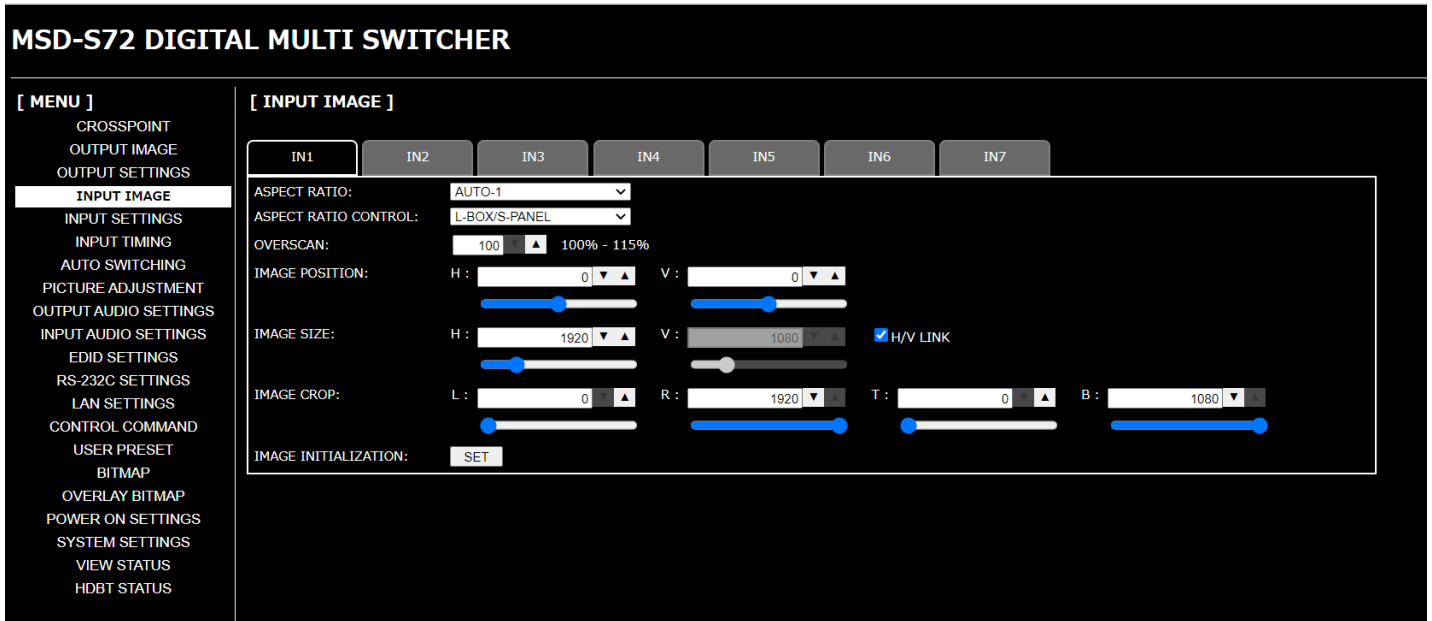 MSD-S72 DIGITAL MULTI SWITCHER
[ MENU ]
CROSSPOINT
OUTPUT IMAGE
OUTPUT SETTINGS
INPUT IMAGE
INPUT SETTINGS
INPUT TIMING
AUTO SWITCHING
PICTURE ADJUSTMENT
OUTPUT AUDIO SETTINGS
INPUT AUDIO SETTINGS
EDID SETTINGS
RS-232C SETTINGS
LAN SETTINGS
CONTROL COMMAND
USER PRESET
BITMAP
OVERLAY BITMAP
POWER ON SETTINGS
SYSTEM SETTINGS
VIEW STATUS
HDBT STATUS
[ INPUT IMAGE ]
IN1 IN2 IN3 IN4 IN5 IN6 IN7
ASPECT RATIO: AUTO-1
ASPECT RATIO CONTROL: L-BOX/S-PANEL
OVERSCAN: 100 ▼ ▲ 100% - 115%
IMAGE POSITION: H : 0 ▼ ▲ V : 0 ▼ ▲
IMAGE SIZE: H : 1920 ▼ ▲ V : 1080 ▼ ▲ H/V LINK
IMAGE CROP: L : 0 ▼ ▲ R : 1920 ▼ ▲ T : 0 ▼ ▲ B : 1080 ▼ ▲
IMAGE INITIALIZATION: SET